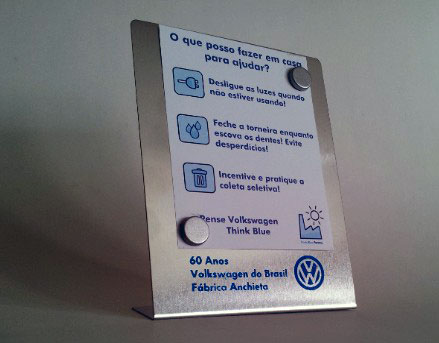 O que posso fazer em casa
para ajudar?
Desligue as luzes quando
não estiver usando!
Feche a torneira enquanto
escova os dentes! Evite
desperdícios!
Incentive e pratique a
coleta seletiva!
Pense Volkswagen
Think Blue
60 Anos
Volkswagen do Brasil
Fábrica Anchieta